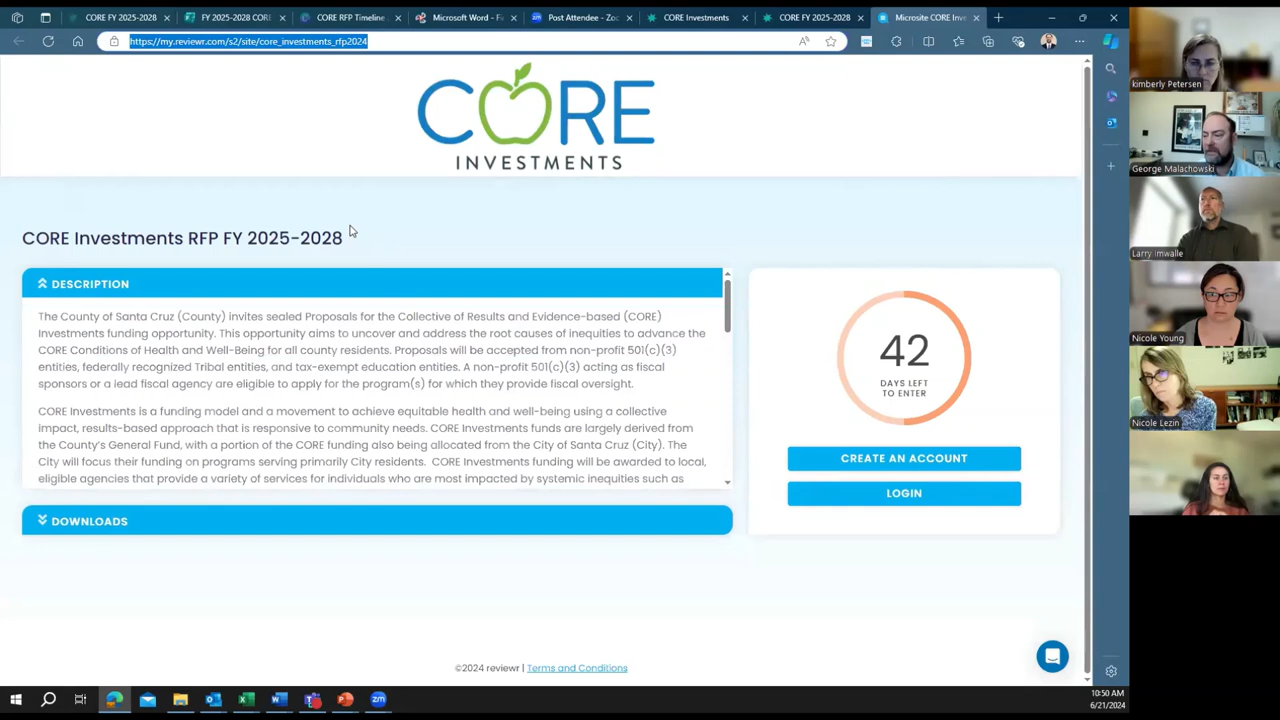 CORE FY 2025-2028
FY 2025-2028 CORE
CORE RFP Timeline
Microsoft Word - Fi
Post Attendee - Zoo
CORE Investments
CORE FY 2025-2028
Microsite CORE Inve
https://my.reviewr.com/s2/site/core_investments_rfp2024
CORE
INVESTMENTS
CORE Investments RFP FY 2025-2028
DESCRIPTION
The County of Santa Cruz (County) invites sealed Proposals for the Collective of Results and Evidence-based (CORE)
Investments funding opportunity. This opportunity aims to uncover and address the root causes of inequities to advance the
CORE Conditions of Health and Well-Being for all county residents. Proposals will be accepted from non-profit 501(c)(3)
entities, federally recognized Tribal entities, and tax-exempt education entities. A non-profit 501(c)(3) acting as fiscal
sponsors or a lead fiscal agency are eligible to apply for the program(s) for which they provide fiscal oversight.
CORE Investments is a funding model and a movement to achieve equitable health and well-being using a collective
impact, results-based approach that is responsive to community needs. CORE Investments funds are largely derived from
the County's General Fund, with a portion of the CORE funding also being allocated from the City of Santa Cruz (City). The
City will focus their funding on programs serving primarily City residents. CORE Investments funding will be awarded to local,
eligible agencies that provide a variety of services for individuals who are most impacted by systemic inequities such as
DOWNLOADS
42
DAYS LEFT
TO ENTER
CREATE AN ACCOUNT
LOGIN
©2024 reviewr | Terms and Conditions
kimberly Petersen
George Malachowski
Larry Imwalle
Nicole Young
Nicole Lezin
10:50 AM
6/21/2024